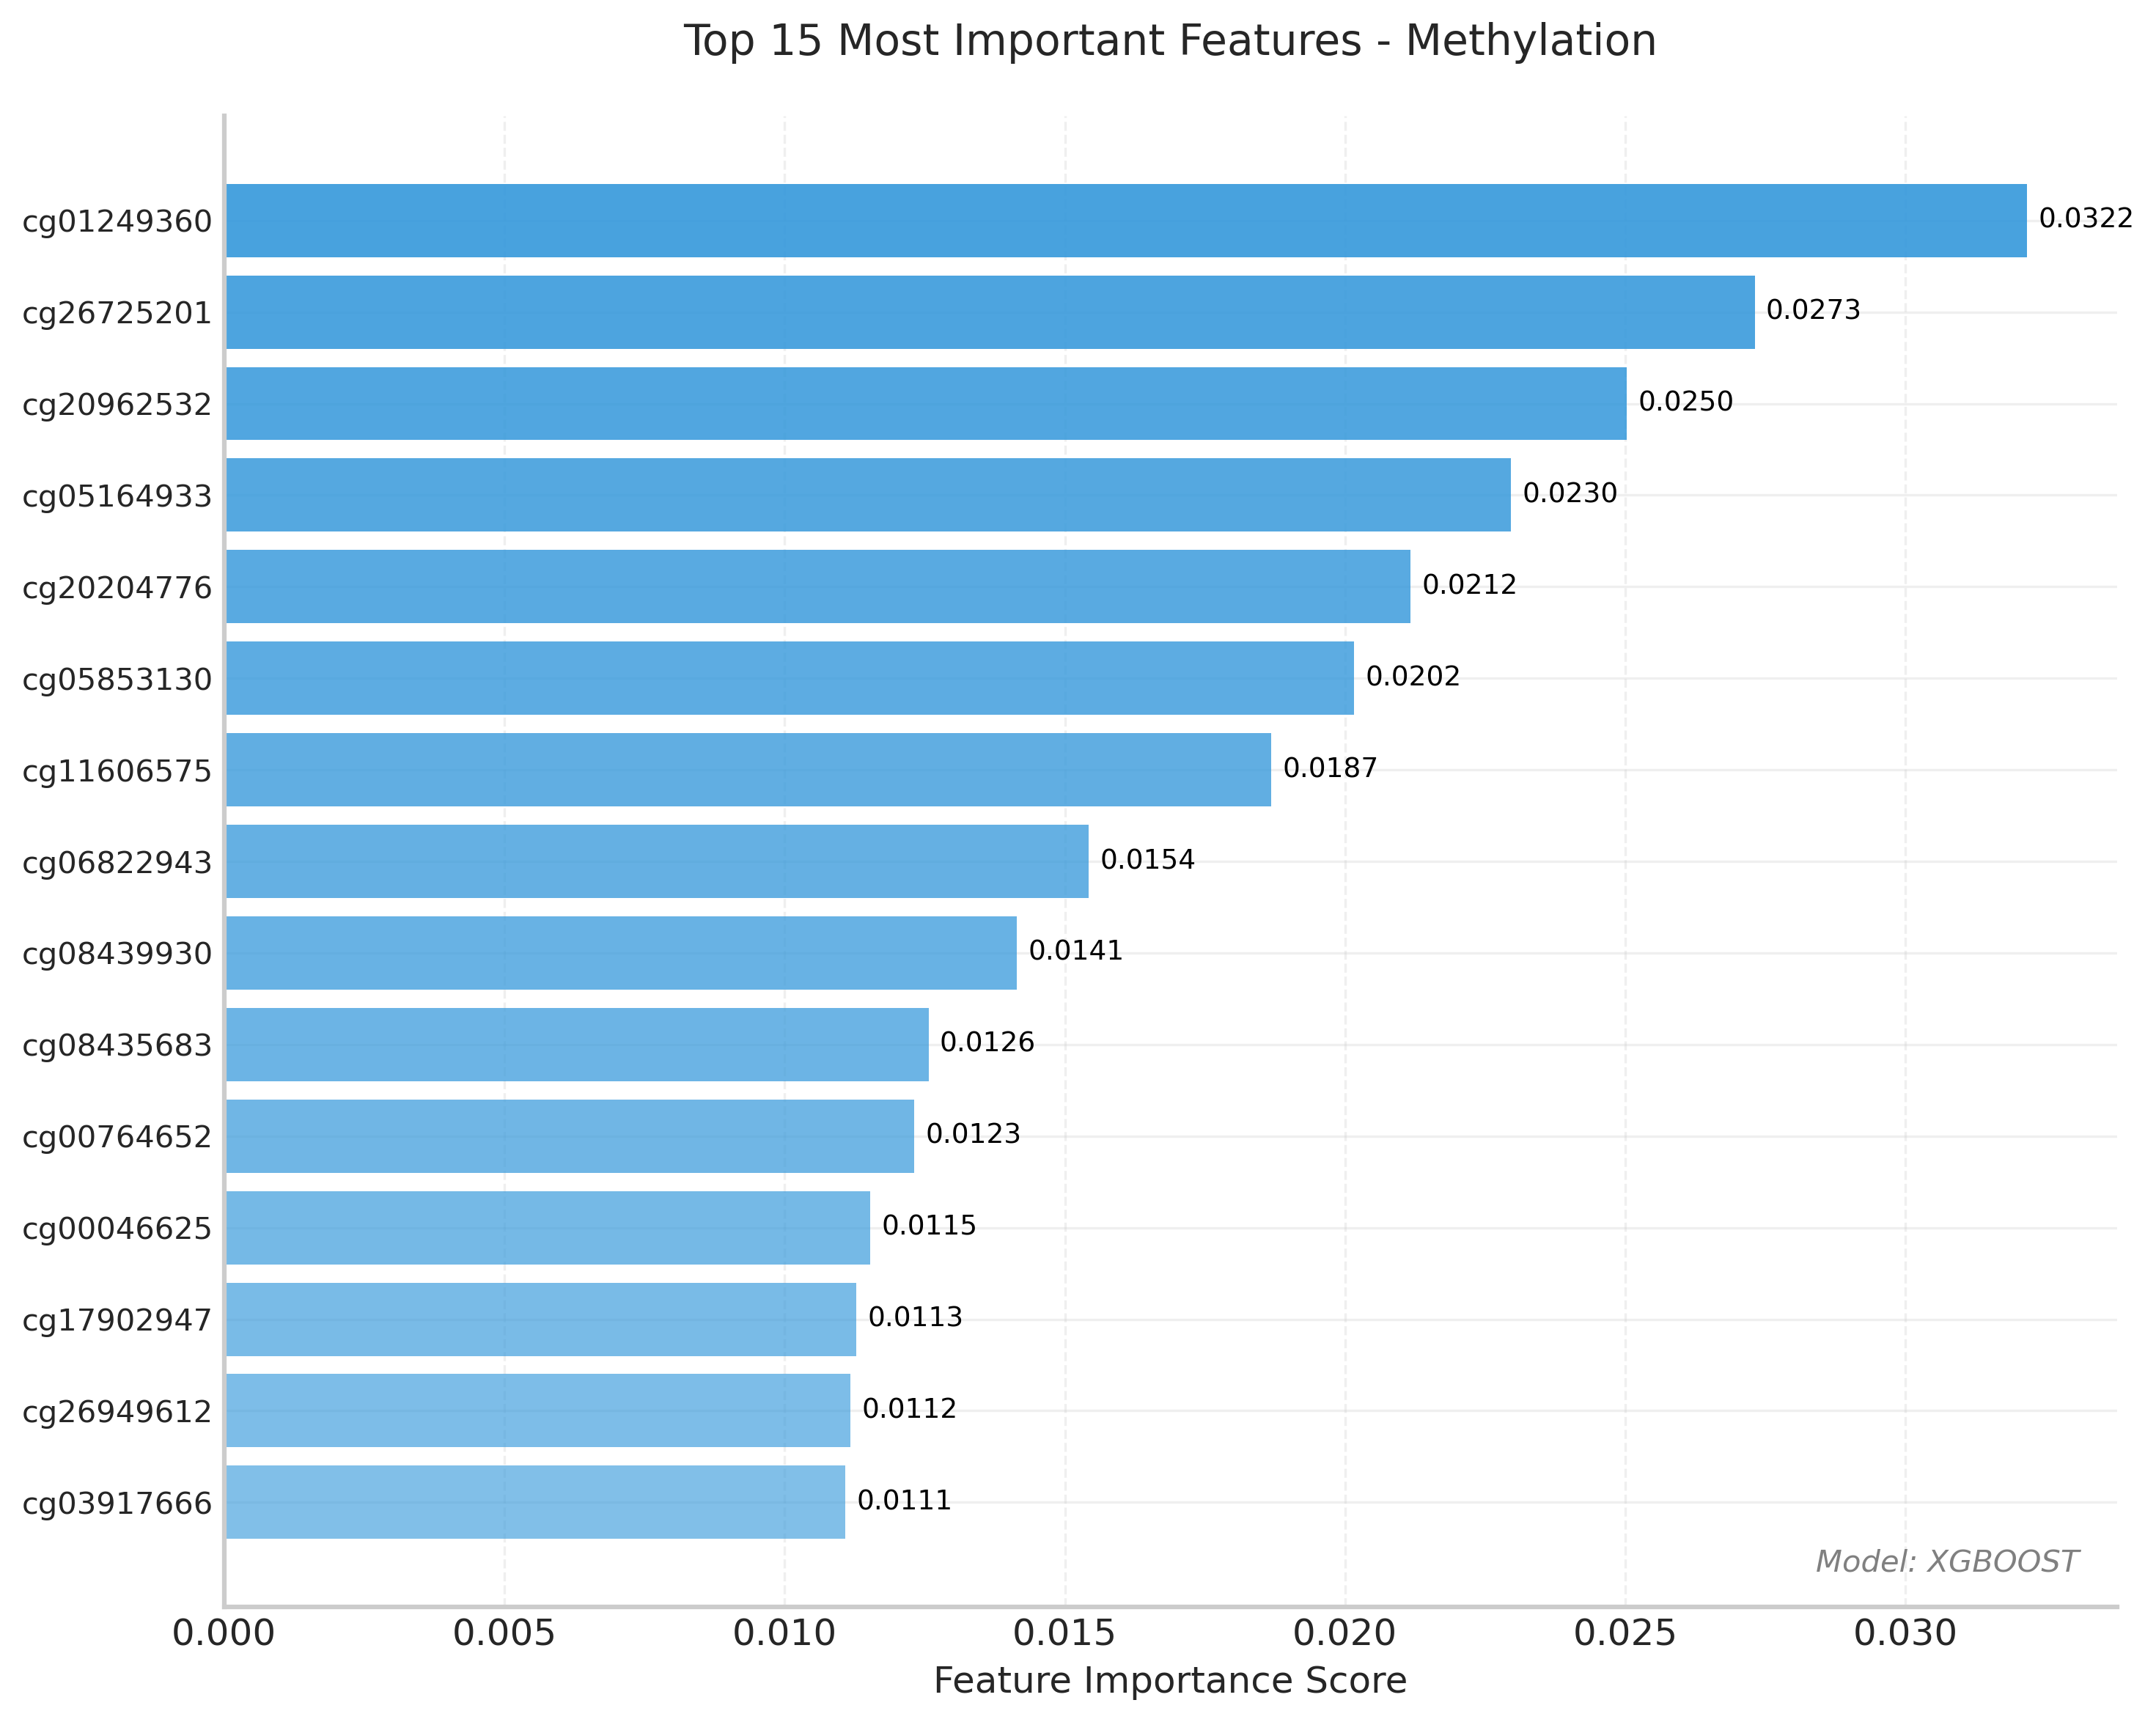 Top 15 Most Important Features - Methylation
cg01249360 0.0322
cg26725201 0.0273
cg20962532 0.0250
cg05164933 0.0230
cg20204776 0.0212
cg05853130 0.0202
cg11606575 0.0187
cg06822943 0.0154
cg08439930 0.0141
cg08435683 0.0126
cg00764652 0.0123
cg00046625 0.0115
cg17902947 0.0113
cg26949612 0.0112
cg03917666 0.0111
Model: XGBOOST
0.000 0.005 0.010 0.015 0.020 0.025 0.030
Feature Importance Score